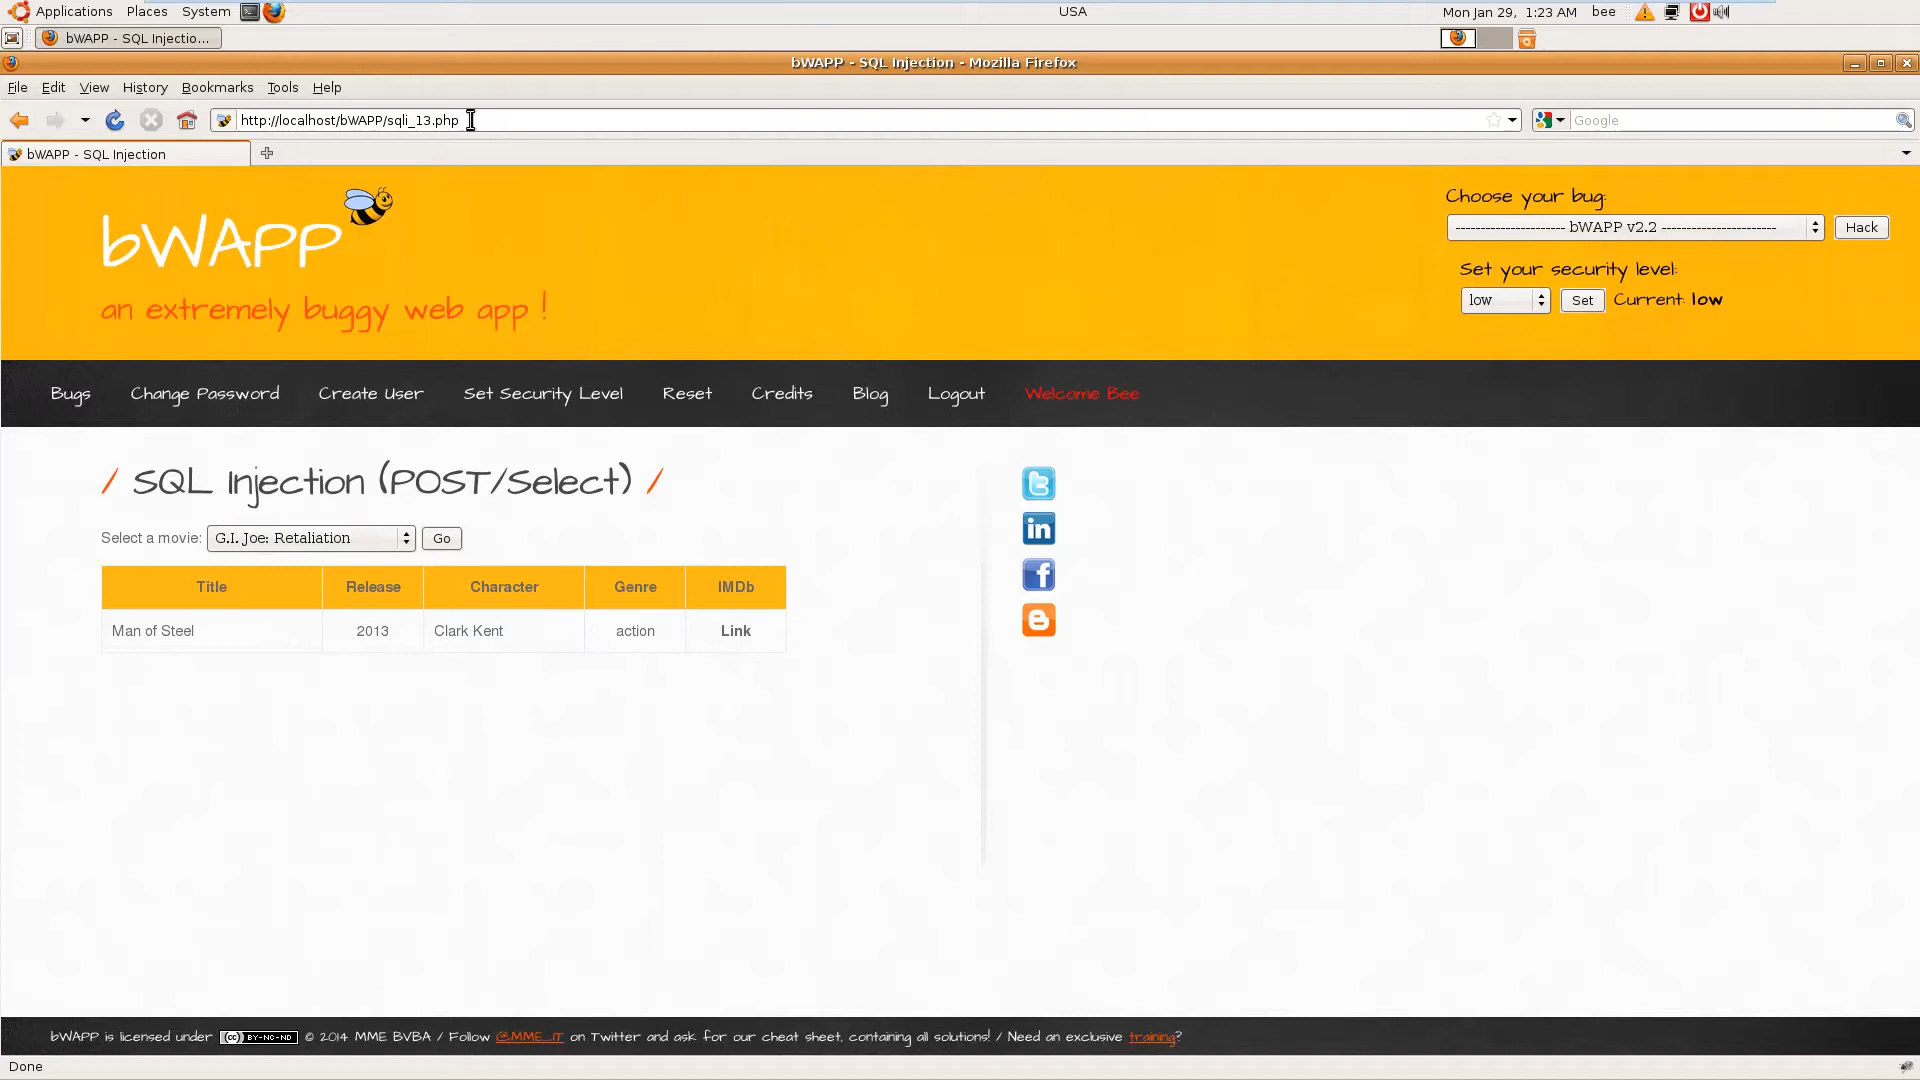 Applications Places System USA Mon Jan 29, 1:23 AM bee
bWAPP - SQL Injectio...
bWAPP - SQL Injection - Mozilla Firefox
File Edit View History Bookmarks Tools Help
http://localhost/bWAPP/sqli_13.php Google
bWAPP - SQL Injection
bWAPP
an extremely buggy web app !
Choose your bug:
---------------------- bWAPP v2.2 ----------------------- Hack
Set your security level:
low Set Current: low
Bugs Change Password Create User Set Security Level Reset Credits Blog Logout Welcome Bee
/ SQL Injection (POST/Select) /
Select a movie: G.I. Joe: Retaliation Go
Title Release Character Genre IMDb
Man of Steel 2013 Clark Kent action Link
bWAPP is licensed under (cc) BY-NC-ND © 2014 MME BVBA / Follow @MME_IT on Twitter and ask for our cheat sheet, containing all solutions! / Need an exclusive training?
Done